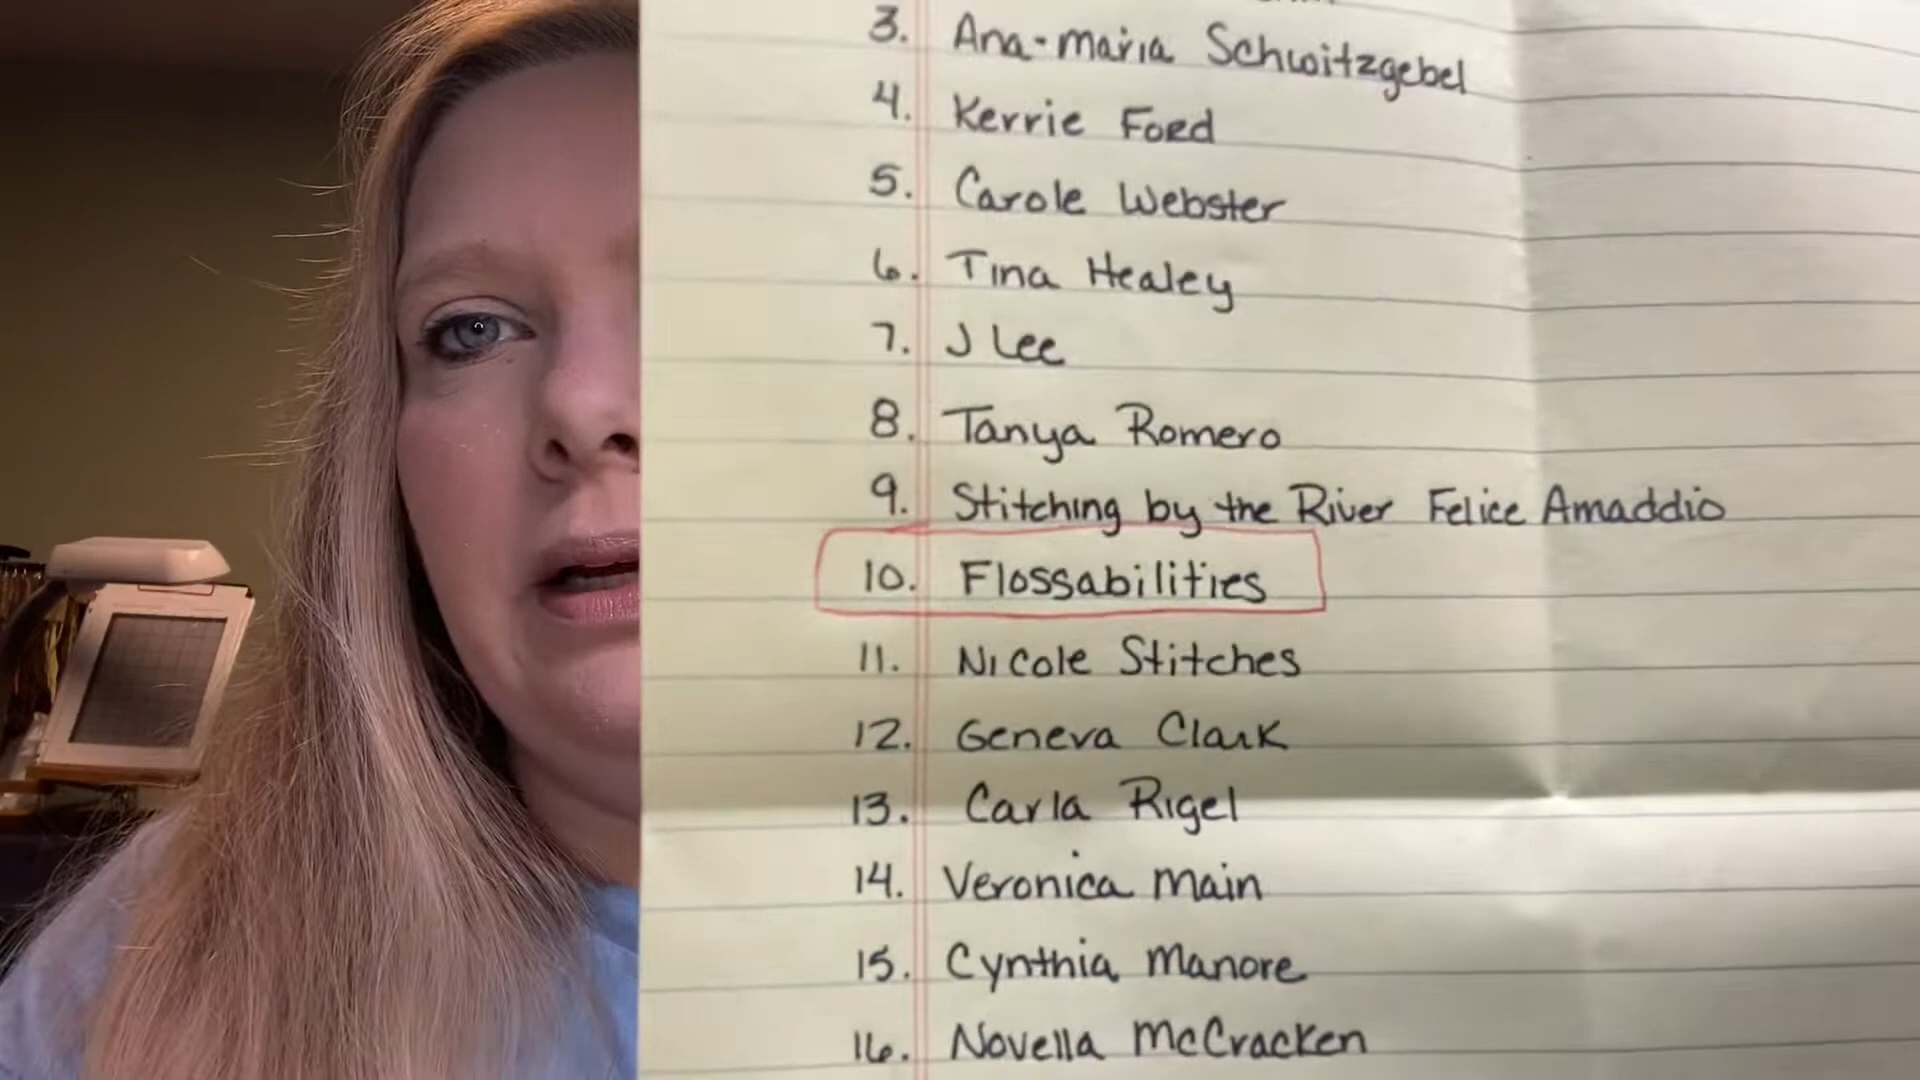 3. Ana-maria Schwitzgebel
4. Kerrie Ford
5. Carole Webster
6. Tina Healey
7. J Lee
8. Tanya Romero
9. Stitching by the River Felice Amaddio
10. Flossabilities
11. Nicole Stitches
12. Geneva Clark
13. Carla Rigel
14. Veronica Main
15. Cynthia Manore
16. Novella McCracken